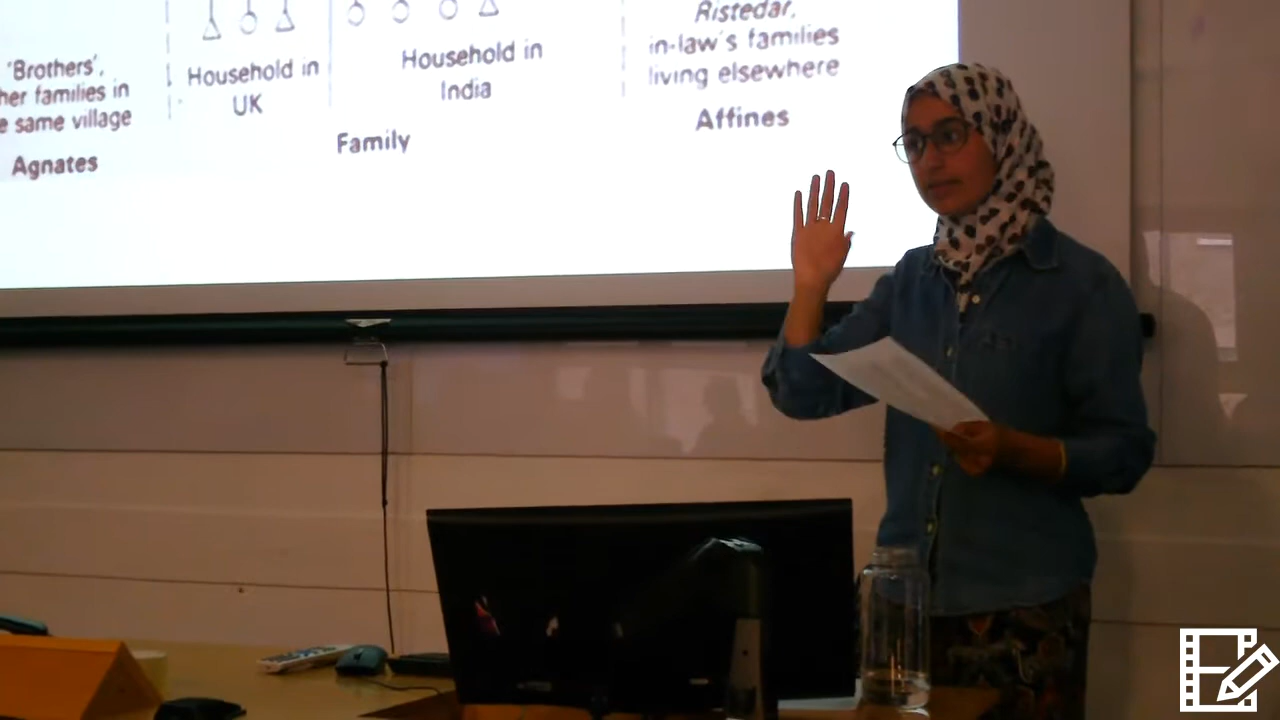 'Brothers',
her families in
e same village
Agnates
Household in
UK
Household in
India
Family
Ristedar,
in-law's families
living elsewhere
Affines